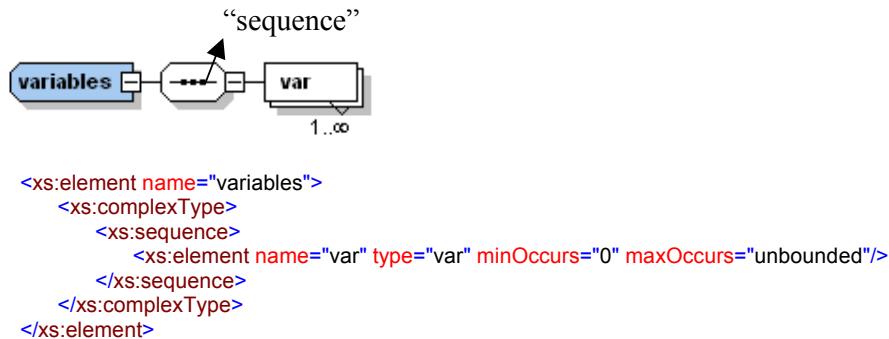 “sequence”
variables var
1..∞
<xs:element name="variables">
<xs:complexType>
<xs:sequence>
<xs:element name="var" type="var" minOccurs="0" maxOccurs="unbounded"/>
</xs:sequence>
</xs:complexType>
</xs:element>